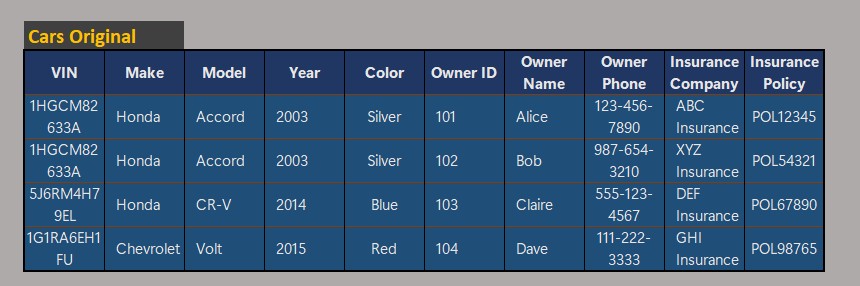 Cars Original
VIN Make Model Year Color Owner ID Owner Name Owner Phone Insurance Company Insurance Policy
1HGCM82633A Honda Accord 2003 Silver 101 Alice 123-456-7890 ABC Insurance POL12345
1HGCM82633A Honda Accord 2003 Silver 102 Bob 987-654-3210 XYZ Insurance POL54321
5J6RM4H79EL Honda CR-V 2014 Blue 103 Claire 555-123-4567 DEF Insurance POL67890
1G1RA6EH1FU Chevrolet Volt 2015 Red 104 Dave 111-222-3333 GHI Insurance POL98765